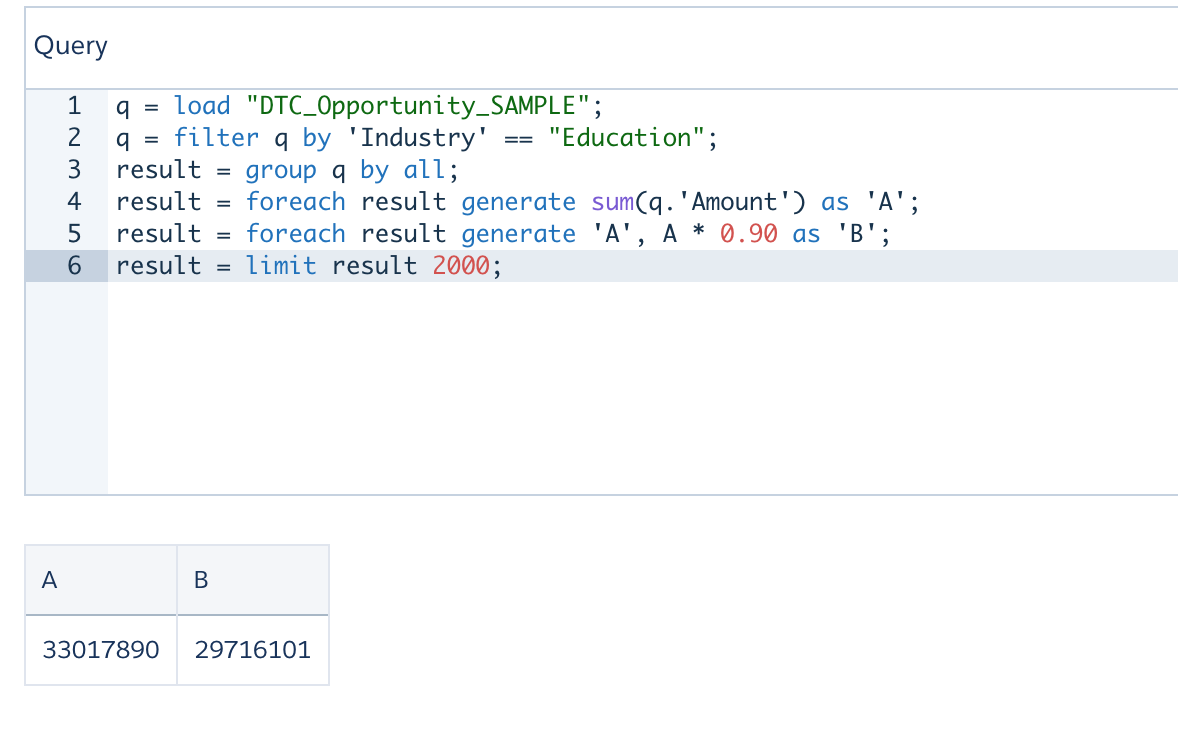 Query
1 q = load "DTC_Opportunity_SAMPLE";
2 q = filter q by 'Industry' == "Education";
3 result = group q by all;
4 result = foreach result generate sum(q.'Amount') as 'A';
5 result = foreach result generate 'A', A * 0.90 as 'B';
6 result = limit result 2000;
A B
33017890 29716101